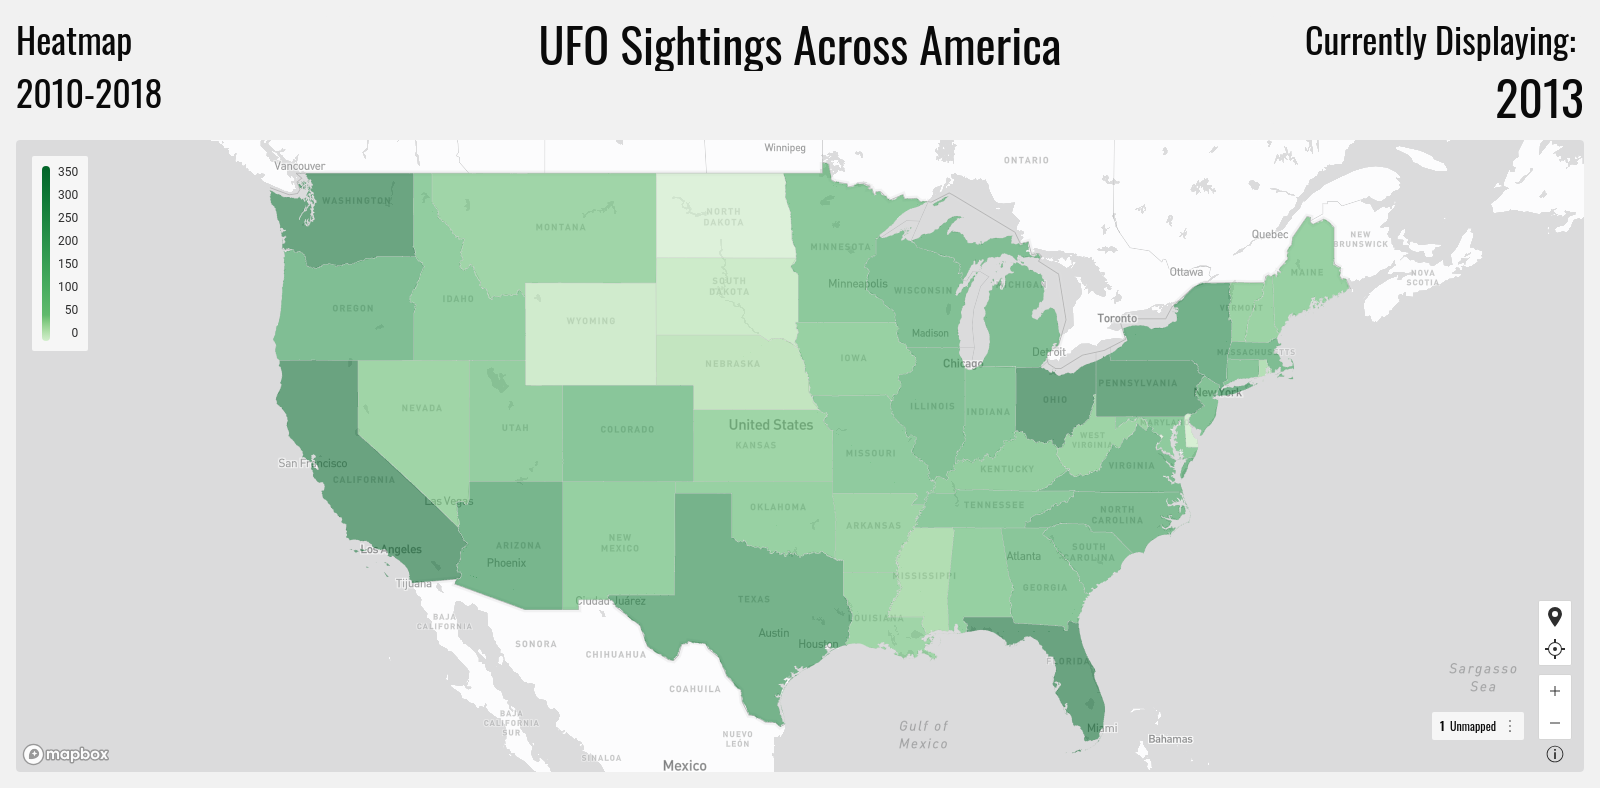 Heatmap
2010-2018
UFO Sightings Across America
Currently Displaying:
2013
350
300
250
200
150
100
50
0
Vancouver
Winnipeg
ONTARIO
WASHINGTON
MONTANA
NORTH
DAKOTA
MINNESOTA
Quebec
NEW
BRUNSWICK
MAINE
Ottawa
NOVA
SCOTIA
OREGON
IDAHO
SOUTH
DAKOTA
Minneapolis
WISCONSIN
MICHIGAN
VERMONT
WYOMING
Toronto
Madison
Detroit
MASSACHUSETTS
NEBRASKA
IOWA
Chicago
PENNSYLVANIA
New York
NEVADA
UTAH
COLORADO
United States
KANSAS
ILLINOIS
INDIANA
OHIO
MARYLAND
WEST
VIRGINIA
San Francisco
CALIFORNIA
MISSOURI
KENTUCKY
VIRGINIA
Las Vegas
OKLAHOMA
TENNESSEE
NORTH
CAROLINA
Los Angeles
ARIZONA
Phoenix
NEW
MEXICO
ARKANSAS
Atlanta
SOUTH
CAROLINA
Tijuana
MISSISSIPPI
GEORGIA
Ciudad Juárez
TEXAS
LOUISIANA
BAJA
CALIFORNIA
Austin
Houston
SONORA
CHIHUAHUA
FLORIDA
Sargasso
Sea
COAHUILA
BAJA
CALIFORNIA
SUR
Gulf of
Mexico
Miami
NUEVO
LEÓN
Bahamas
1 Unmapped
SINALOA
Mexico
mapbox